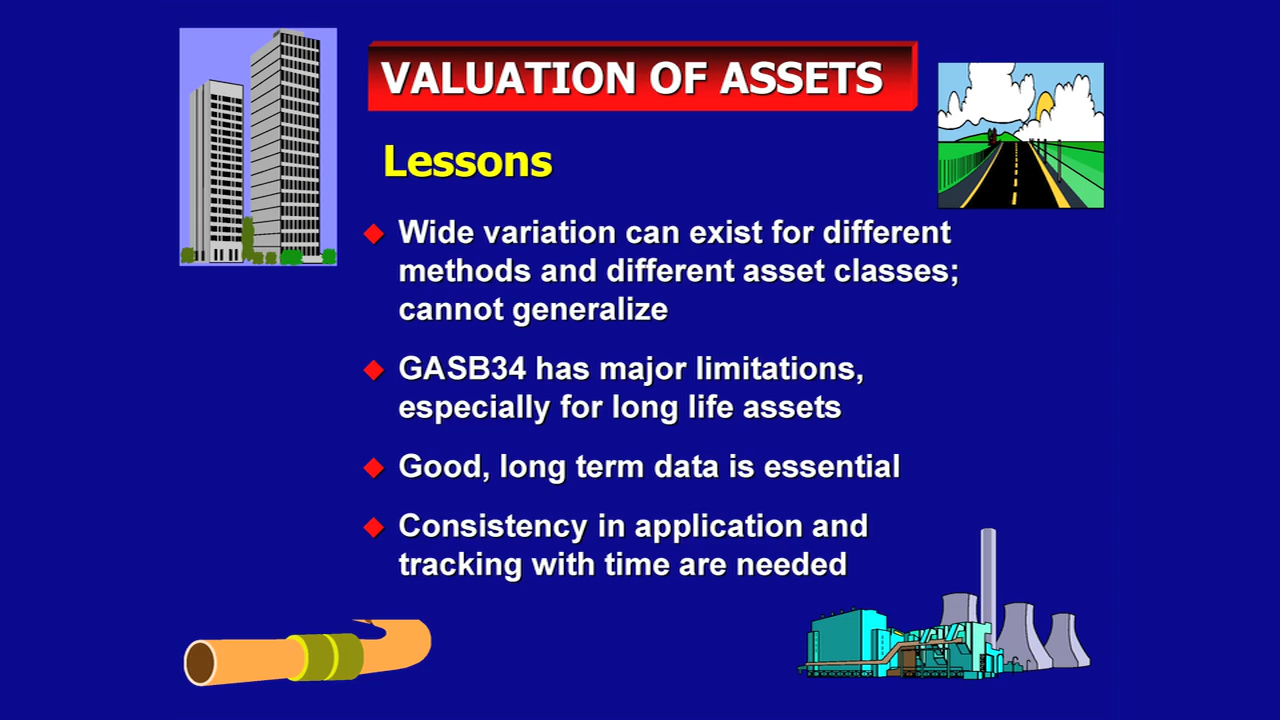 VALUATION OF ASSETS
Lessons
Wide variation can exist for different
methods and different asset classes;
cannot generalize
GASB34 has major limitations,
especially for long life assets
Good, long term data is essential
Consistency in application and
tracking with time are needed